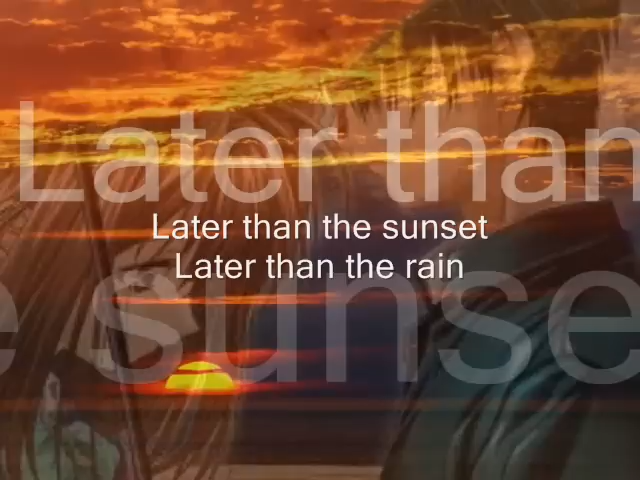 Later than
Later than the sunset
Later than the rain
e sunse